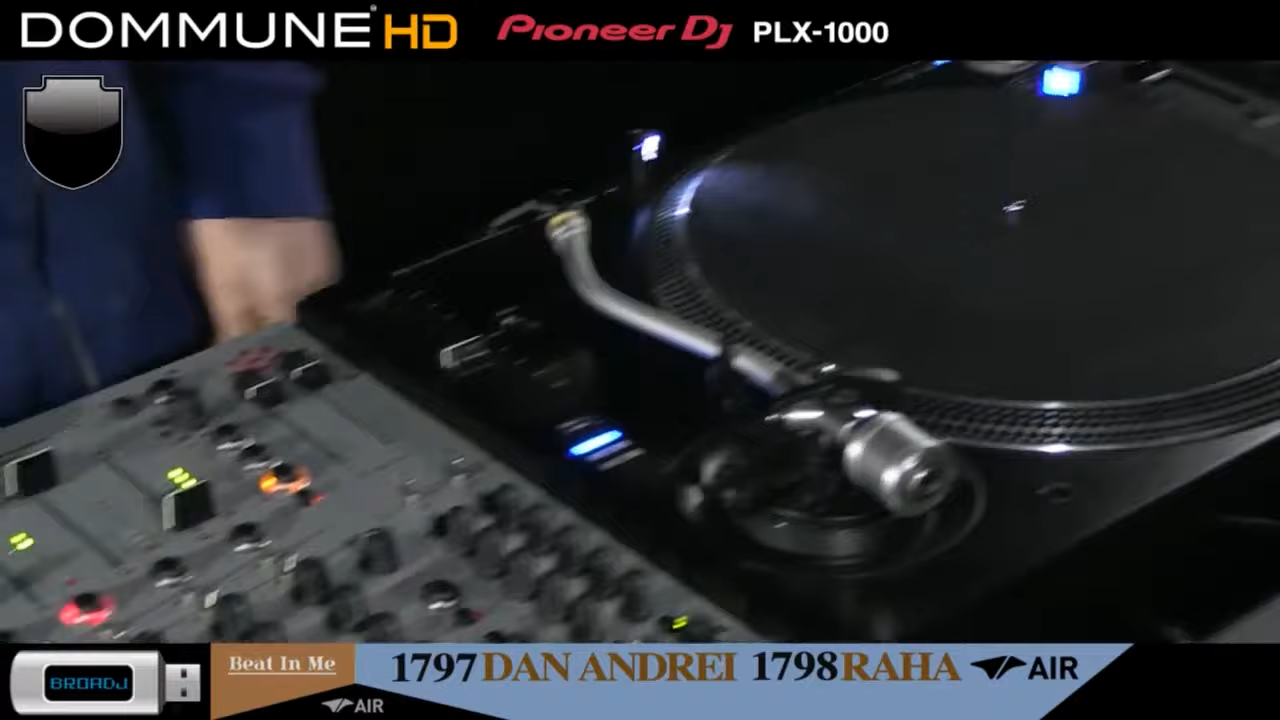 DOMMUNE HD Pioneer Dj PLX-1000
BROADJ
Beat In Me
1797 DAN ANDREI 1798 RAHA AIR
AIR